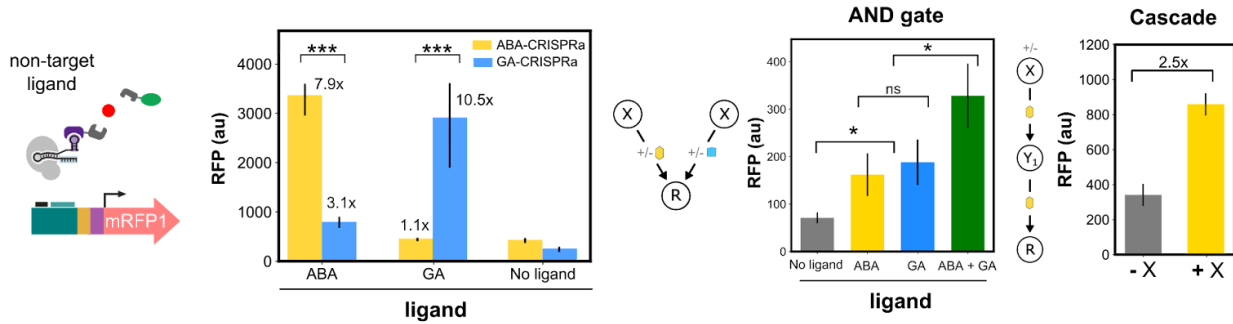 non-target
ligand
mRFP1
RFP (au)
4000
3000
2000
1000
0
***
***
ABA-CRISPRa
GA-CRISPRa
7.9x
3.1x
1.1x
10.5x
ABA
GA
No ligand
ligand
X
X
+/-
+/-
R
AND gate
RFP (au)
400
300
200
100
0
*
ns
*
No ligand
ABA
GA
ABA + GA
ligand
+/-
X
Y1
R
Cascade
RFP (au)
1200
1000
800
600
400
200
0
2.5x
- X
+ X